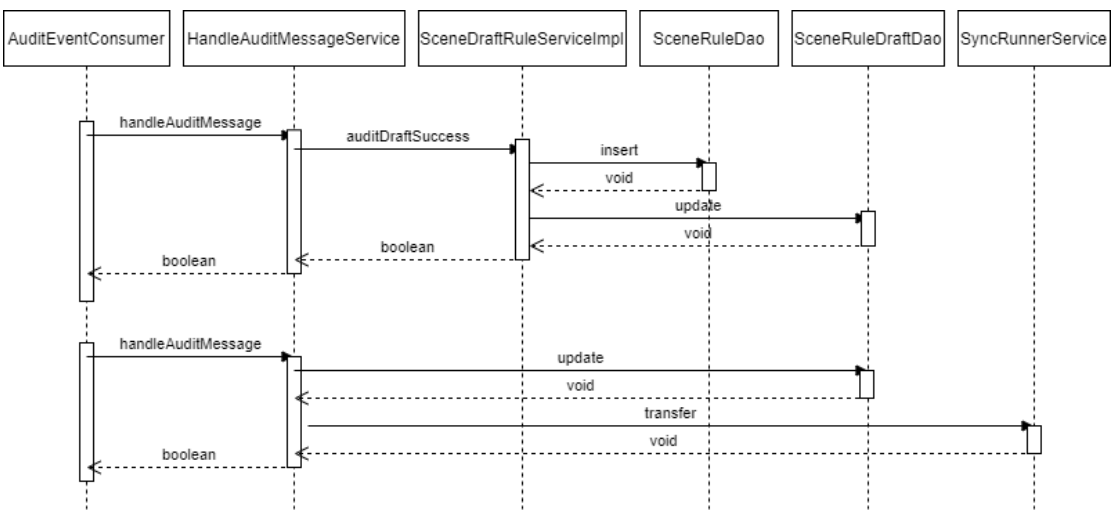 AuditEventConsumer
HandleAuditMessageService
SceneDraftRuleServiceImpl
SceneRuleDao
SceneRuleDraftDao
SyncRunnerService
handleAuditMessage
auditDraftSuccess
insert
void
update
void
boolean
boolean
handleAuditMessage
update
void
transfer
void
boolean